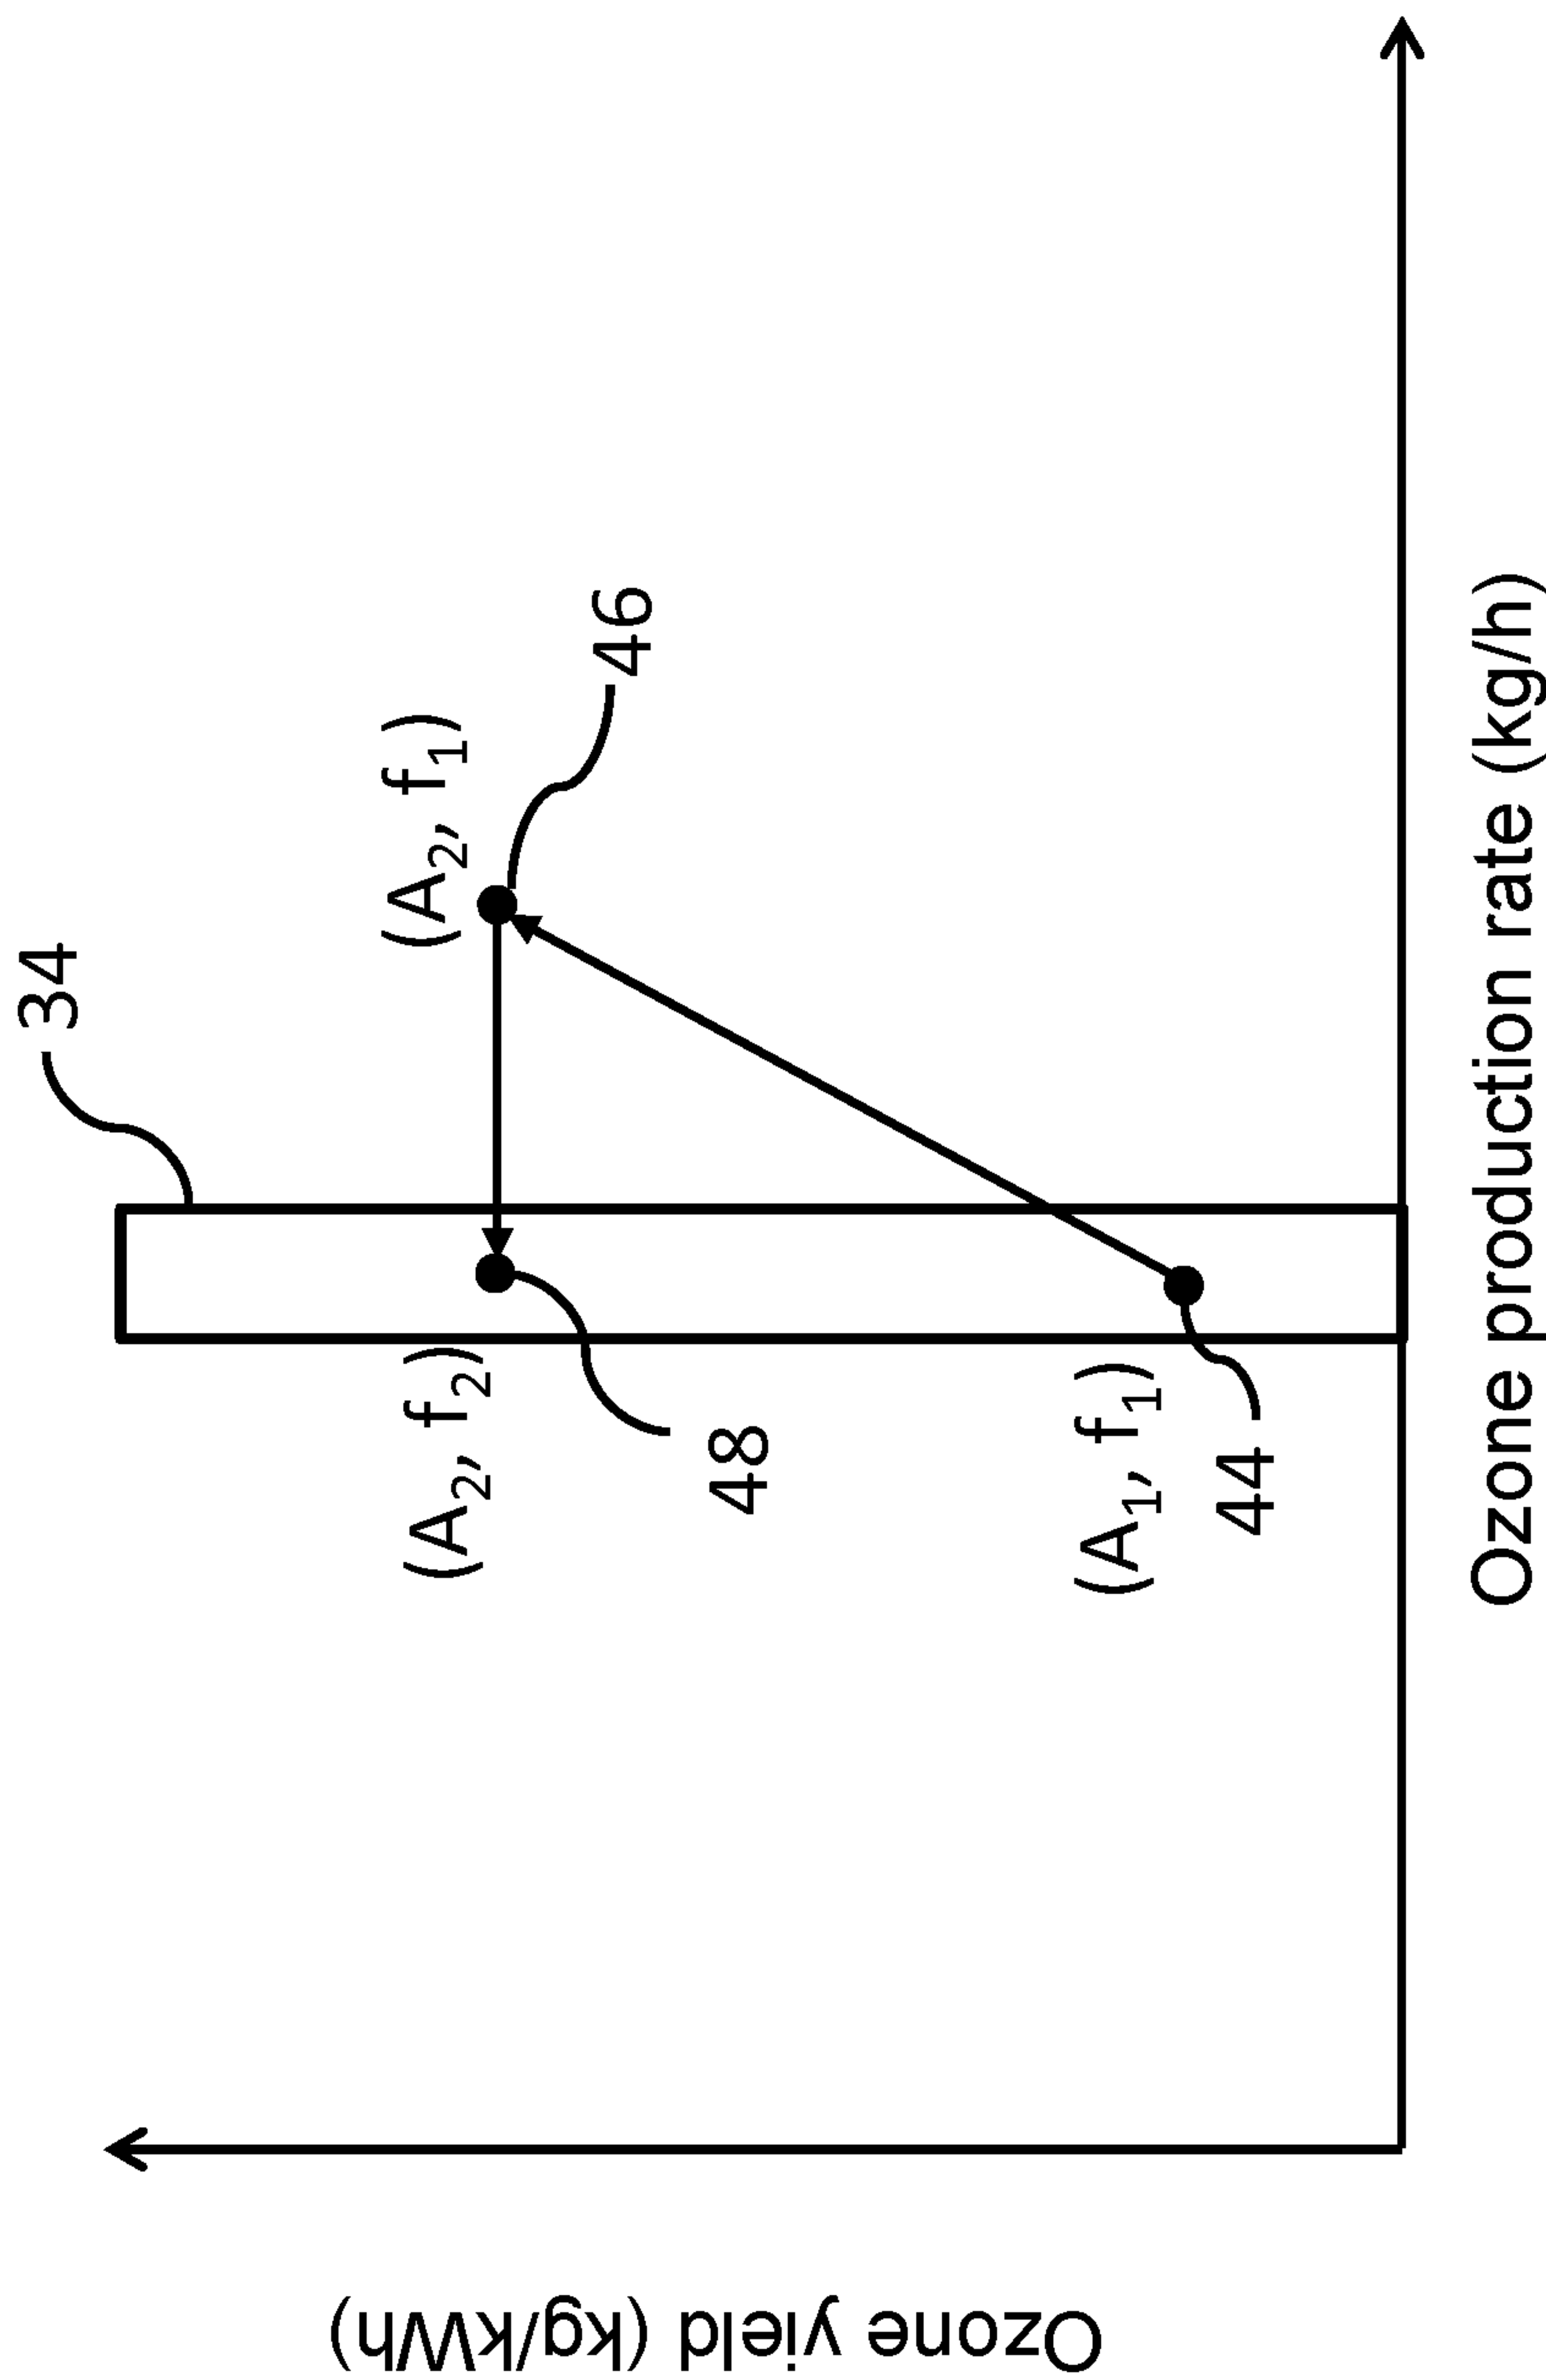 34
(A2, f1)
46
(A2, f2)
48
(A1, f1)
44
Ozone production rate (kg/h)
Ozone yield (kg/kWh)